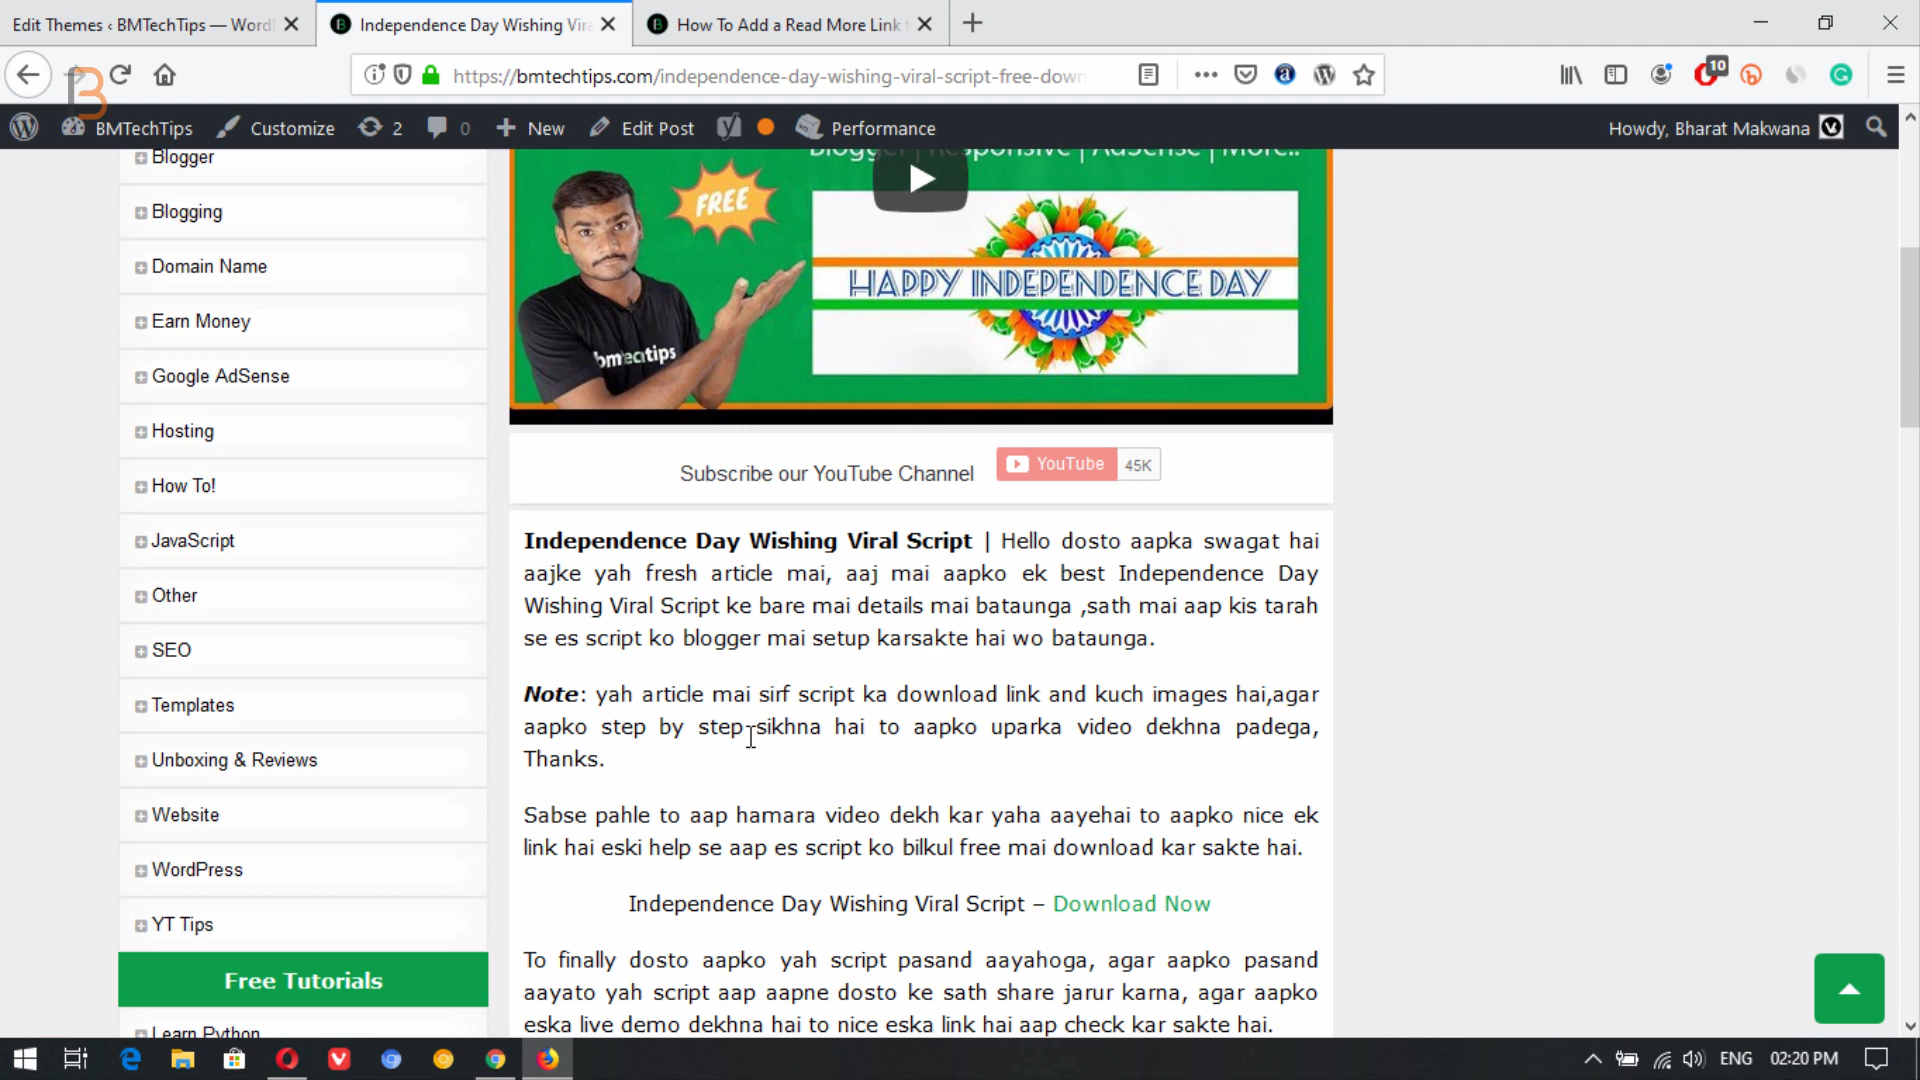 Edit Themes ‹ BMTechTips — Word
Independence Day Wishing Vira
How To Add a Read More Link t
https://bmtechtips.com/independence-day-wishing-viral-script-free-down
10
BMTechTips
Customize
2
0
New
Edit Post
Performance
Howdy, Bharat Makwana
Blogger
Blogging
Domain Name
Earn Money
Google AdSense
Hosting
How To!
JavaScript
Other
SEO
Templates
Unboxing & Reviews
Website
WordPress
YT Tips
Free Tutorials
Learn Python
Blogger | Responsive | AdSense | More..
FREE
HAPPY INDEPENDENCE DAY
bmtechtips
Subscribe our YouTube Channel
YouTube
45K
Independence Day Wishing Viral Script | Hello dosto aapka swagat hai
aajke yah fresh article mai, aaj mai aapko ek best Independence Day
Wishing Viral Script ke bare mai details mai bataunga ,sath mai aap kis tarah
se es script ko blogger mai setup karsakte hai wo bataunga.
Note: yah article mai sirf script ka download link and kuch images hai,agar
aapko step by step sikhna hai to aapko uparka video dekhna padega,
Thanks.
Sabse pahle to aap hamara video dekh kar yaha aayehai to aapko nice ek
link hai eski help se aap es script ko bilkul free mai download kar sakte hai.
Independence Day Wishing Viral Script – Download Now
To finally dosto aapko yah script pasand aayahoga, agar aapko pasand
aayato yah script aap aapne dosto ke sath share jarur karna, agar aapko
eska live demo dekhna hai to nice eska link hai aap check kar sakte hai.
ENG
02:20 PM